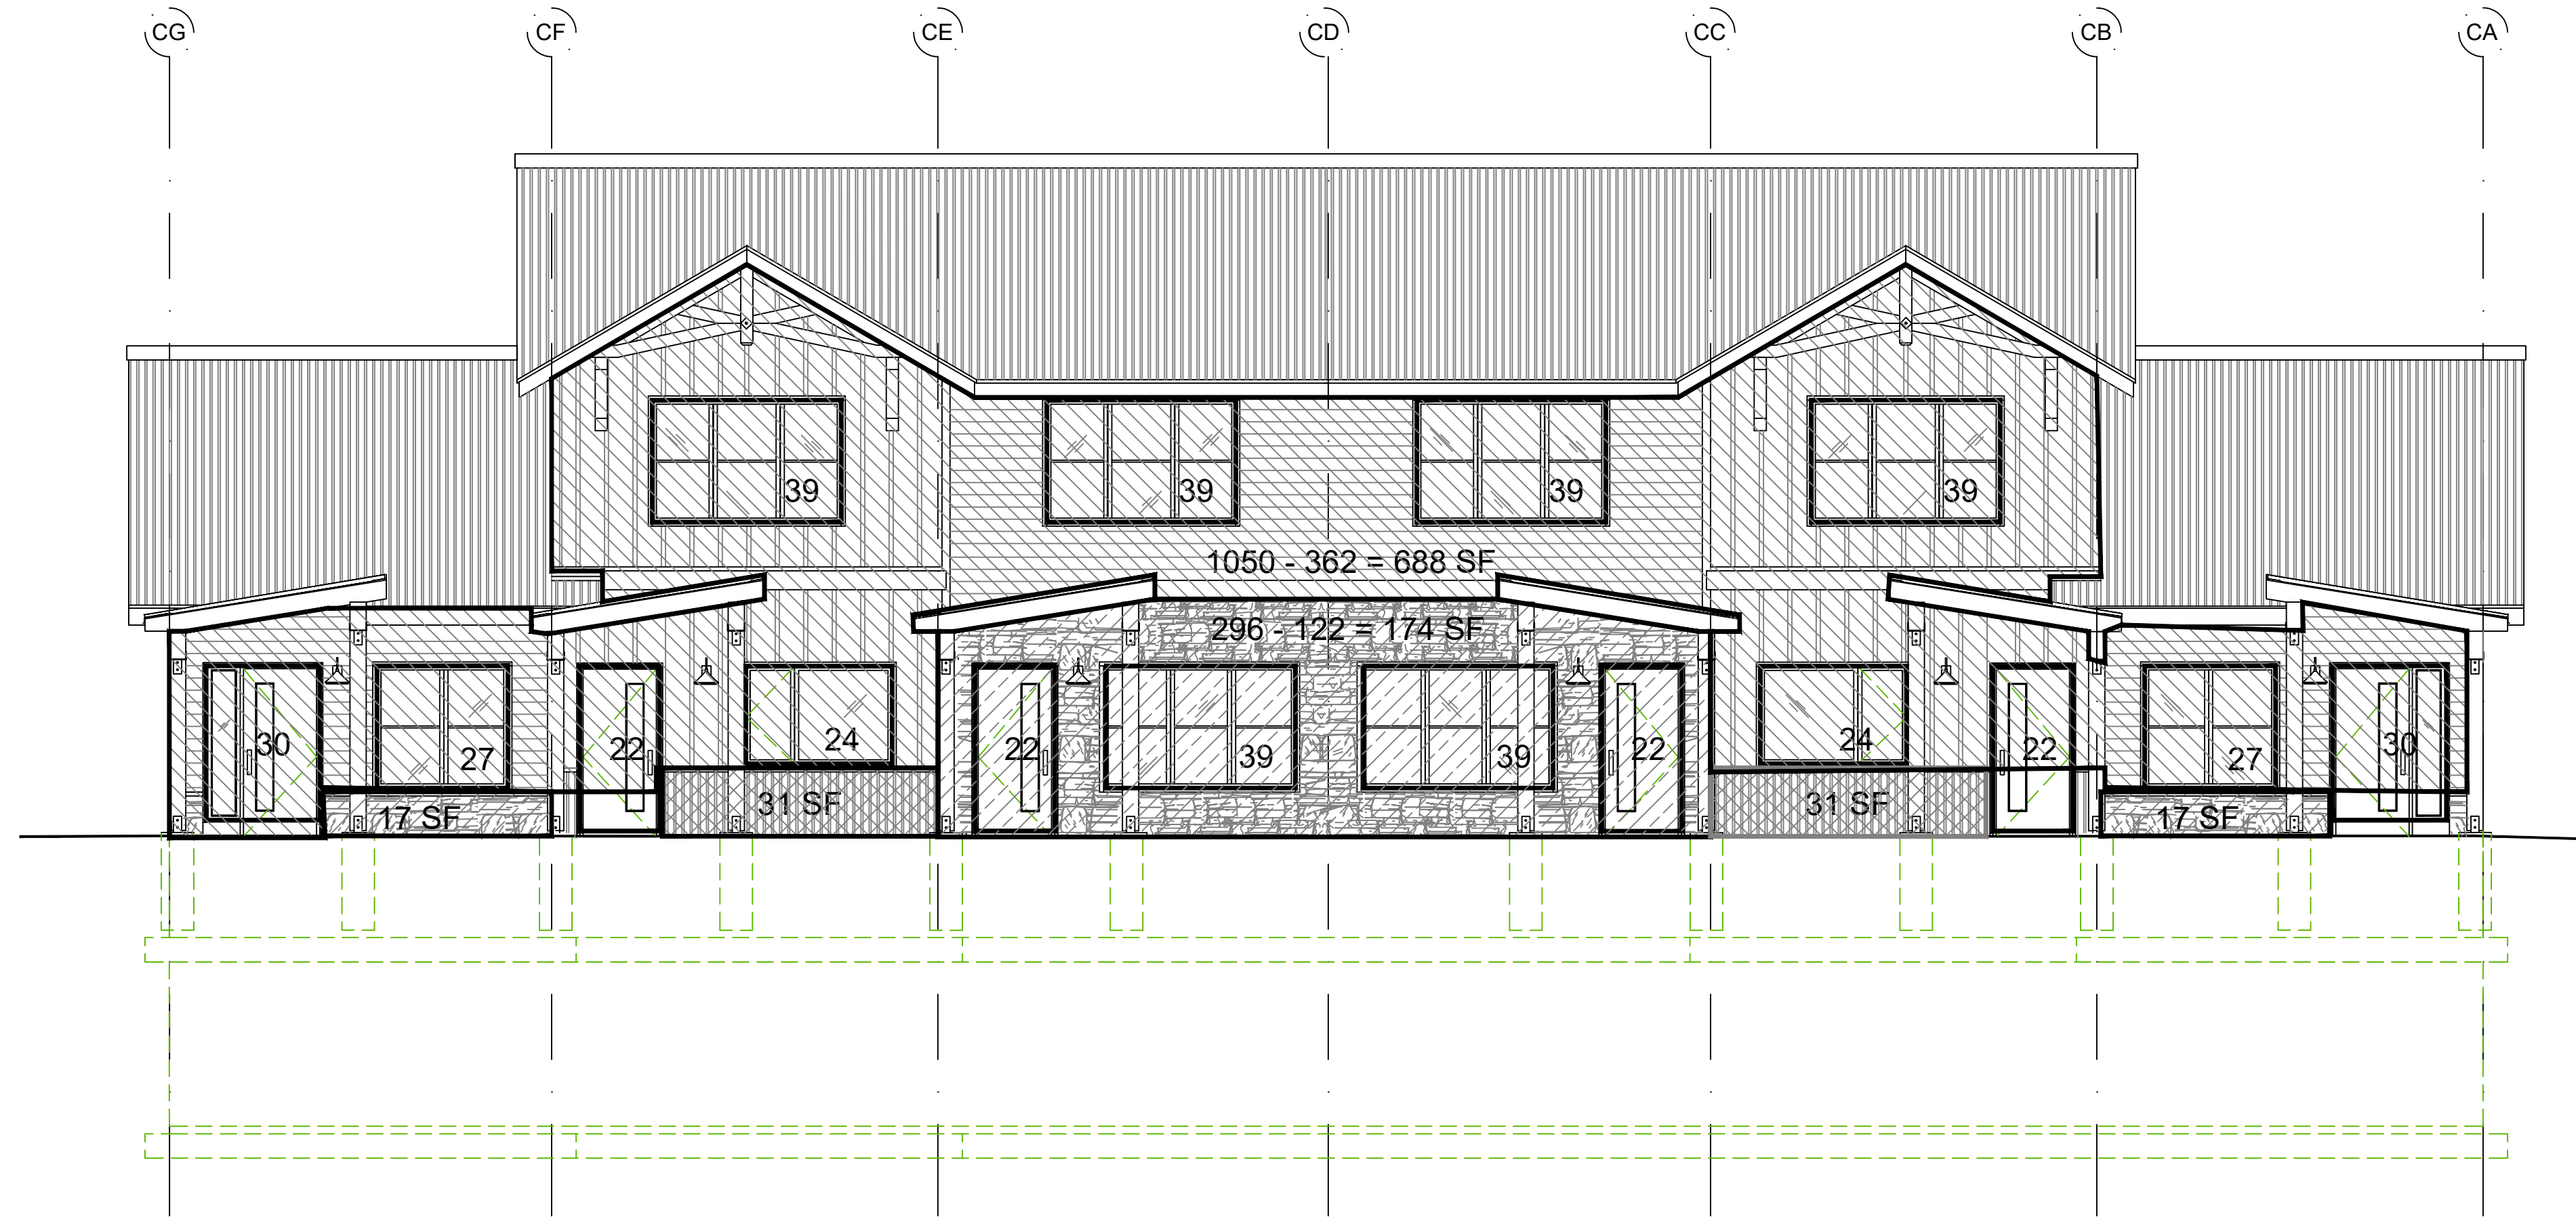 CG CF CE CD CC CB CA
39 39 39 39
1050 - 362 = 688 SF
296 - 122 = 174 SF
30 27 22 24 22 39 39 22 24 22 27 30
17 SF 31 SF 31 SF 17 SF